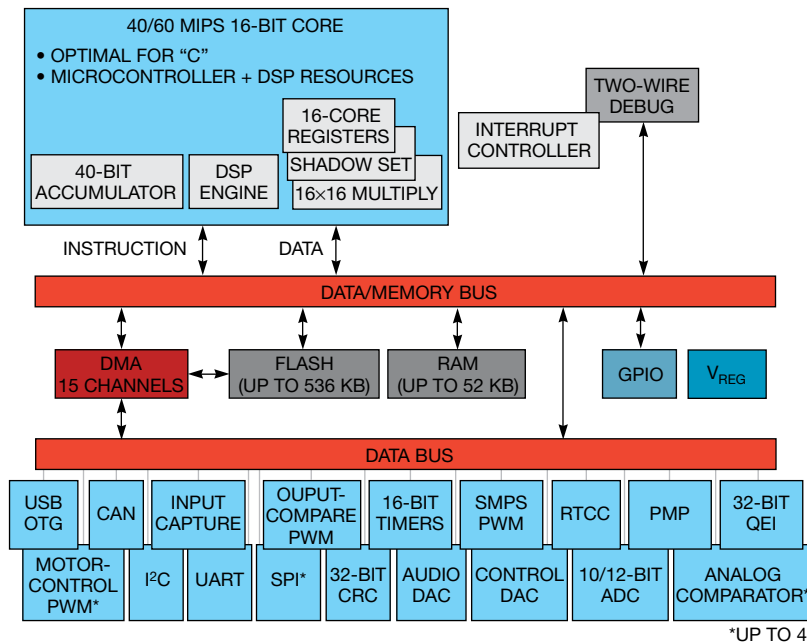 40/60 MIPS 16-BIT CORE
• OPTIMAL FOR “C”
• MICROCONTROLLER + DSP RESOURCES
40-BIT
ACCUMULATOR
DSP
ENGINE
16-CORE
REGISTERS
SHADOW SET
16×16 MULTIPLY
INTERRUPT
CONTROLLER
TWO-WIRE
DEBUG
INSTRUCTION
DATA
DATA/MEMORY BUS
DMA
15 CHANNELS
FLASH
(UP TO 536 KB)
RAM
(UP TO 52 KB)
GPIO
VREG
DATA BUS
USB
OTG
CAN
INPUT
CAPTURE
OUPUT-
COMPARE
PWM
16-BIT
TIMERS
SMPS
PWM
RTCC
PMP
32-BIT
QEI
MOTOR-
CONTROL
PWM*
I²C
UART
SPI*
32-BIT
CRC
AUDIO
DAC
CONTROL
DAC
10/12-BIT
ADC
ANALOG
COMPARATOR*
*UP TO 4